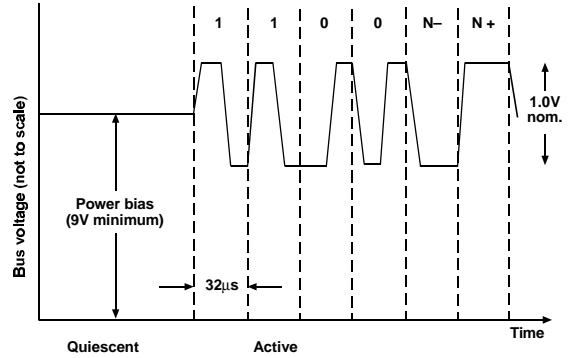 1 1 0 0 N– N +
Bus voltage (not to scale)
1.0V
nom.
Power bias
(9V minimum)
32µs
Time
Quiescent Active